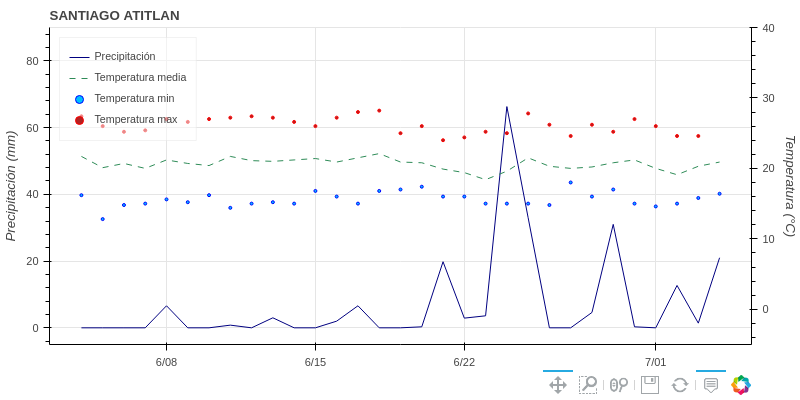 SANTIAGO ATITLAN
Precipitación
Temperatura media
Temperatura min
Temperatura max
Precipitación (mm)
80
60
40
20
0
40
30
20
10
0
Temperatura (°C)
6/08
6/15
6/22
7/01